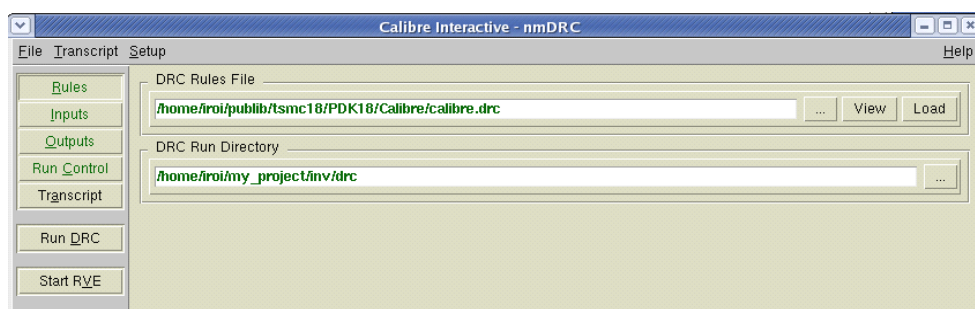 Calibre Interactive - nmDRC
File Transcript Setup Help
Rules
Inputs
Outputs
Run Control
Transcript
Run DRC
Start RVE
DRC Rules File
/home/iroi/publib/tsmc18/PDK18/Calibre/calibre.drc ... View Load
DRC Run Directory
/home/iroi/my_project/inv/drc ...